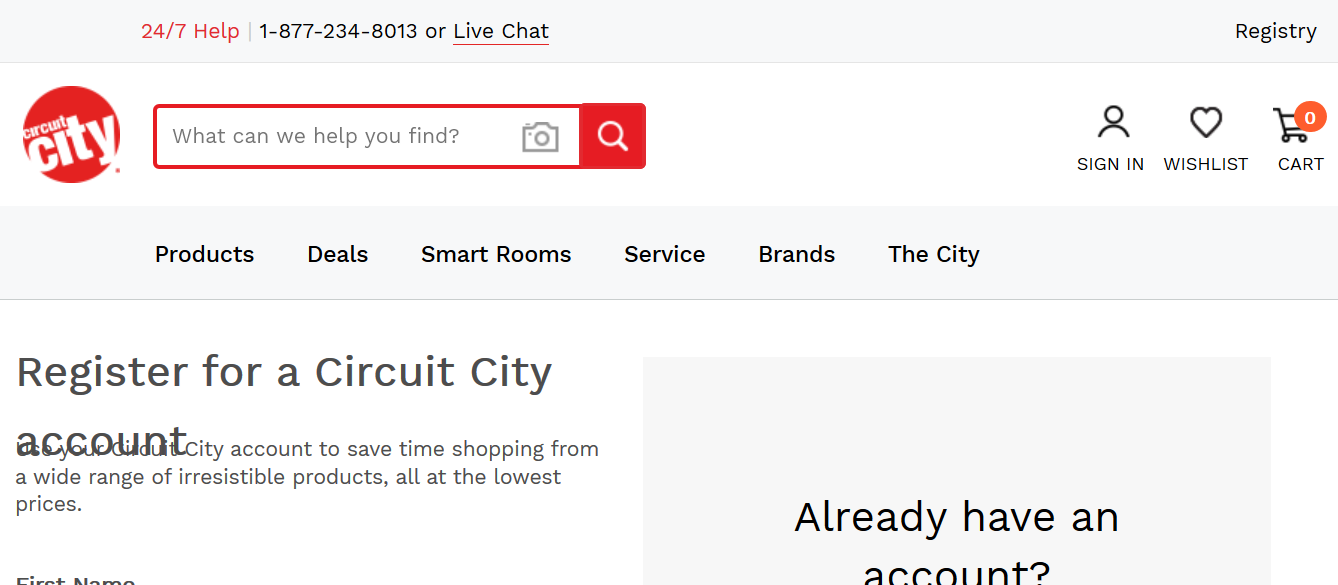 24/7 Help | 1-877-234-8013 or Live Chat
Registry
circuit
city
What can we help you find?
0
SIGN IN WISHLIST CART
Products Deals Smart Rooms Service Brands The City
Register for a Circuit City
account
Use your Circuit City account to save time shopping from
a wide range of irresistible products, all at the lowest
prices.
First Name
Already have an
account?